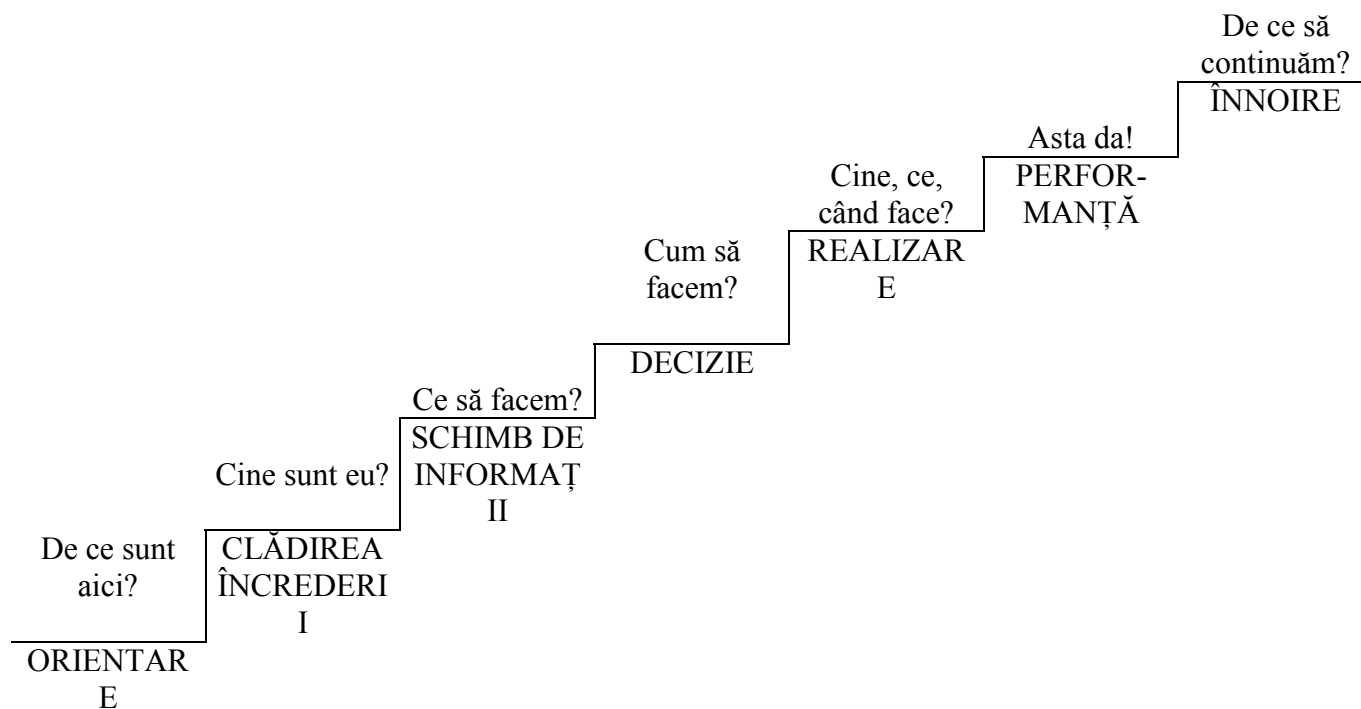 De ce să
continuăm?
ÎNNOIRE
Asta da!
PERFOR-
MANȚĂ
Cine, ce,
când face?
REALIZAR
E
Cum să
facem?
DECIZIE
Ce să facem?
SCHIMB DE
INFORMAȚ
II
Cine sunt eu?
CLĂDIREA
ÎNCREDERI
I
De ce sunt
aici?
ORIENTAR
E